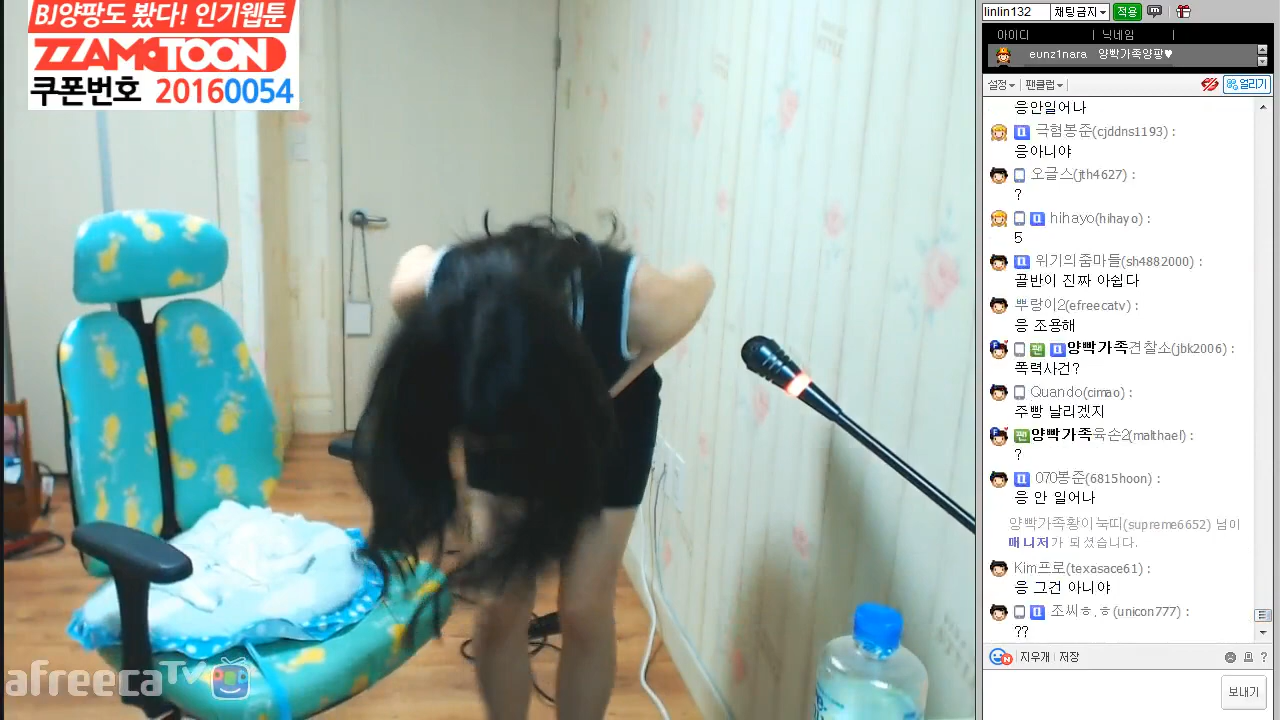 BJ양팡도 봤다! 인기웹툰
ZZAM•TOON
쿠폰번호 20160054
afreecaTV
linlin132 채팅금지 적용
아이디 닉네임
eunz1nara 양빡가족양팡♥
설정 팬클럽 얼리기
응안일어나
극혐봉준(cjddns1193) :
응아니야
오글스(jth4627) :
?
hihayo(hihayo) :
5
위기의줌마들(sh4882000) :
골반이 진짜 아쉽다
뿌랑이2(efreecatv) :
응 조용해
팬 양빡가족견찰소(jbk2006) :
폭력사건?
Quando(cimao) :
주빵 날리겟지
팬 양빡가족육손2(malthael) :
?
070봉준(6815hoon) :
응 안 일어나
양빡가족황이눅띠(supreme6652) 님이
매니저가 되셨습니다.
Kim프로(texasace61) :
응 그건 아니야
조씨ㅎ.ㅎ(unicon777) :
??
지우개 저장
보내기